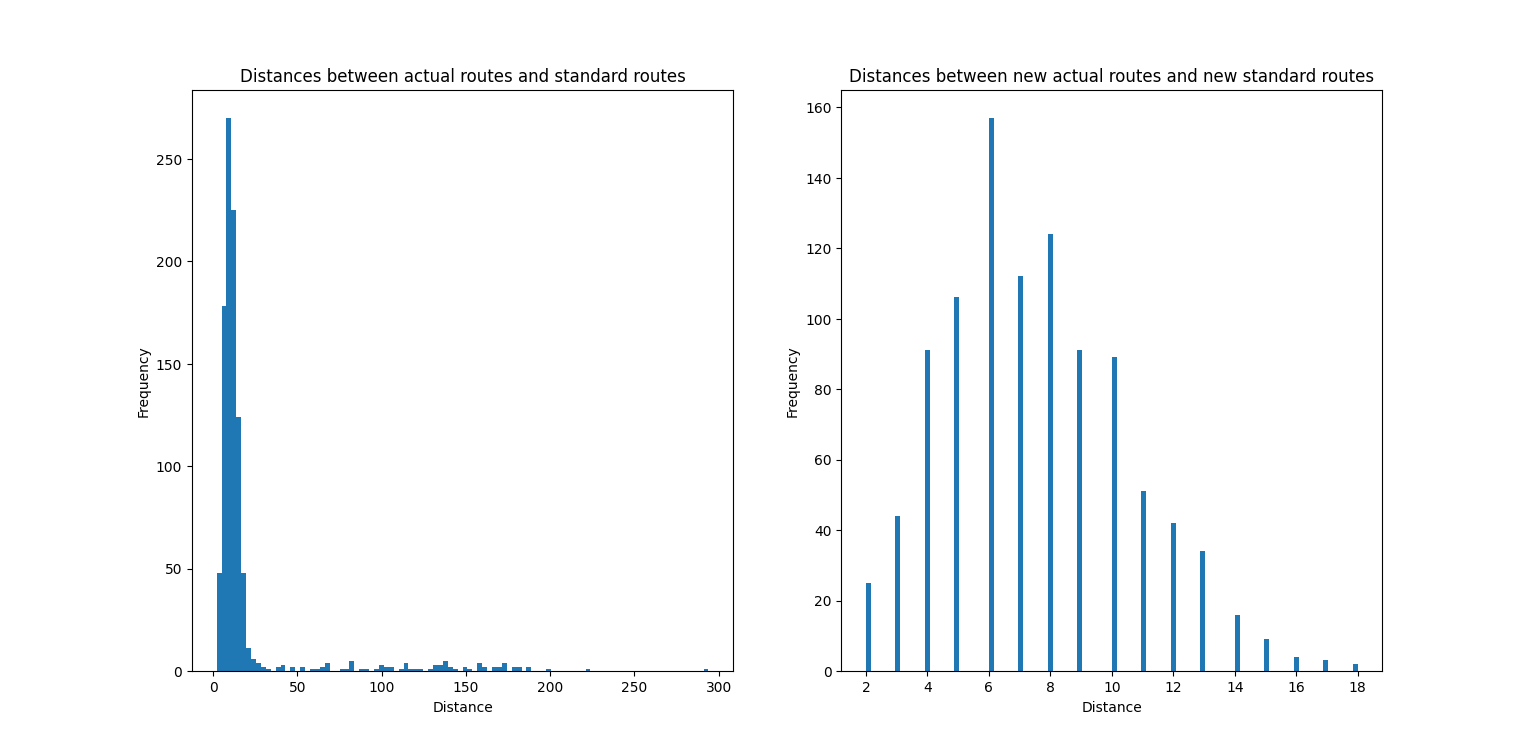 Distances between actual routes and standard routes
250
200
150
100
50
0
Frequency
0 50 100 150 200 250 300
Distance
Distances between new actual routes and new standard routes
160
140
120
100
80
60
40
20
0
Frequency
2 4 6 8 10 12 14 16 18
Distance